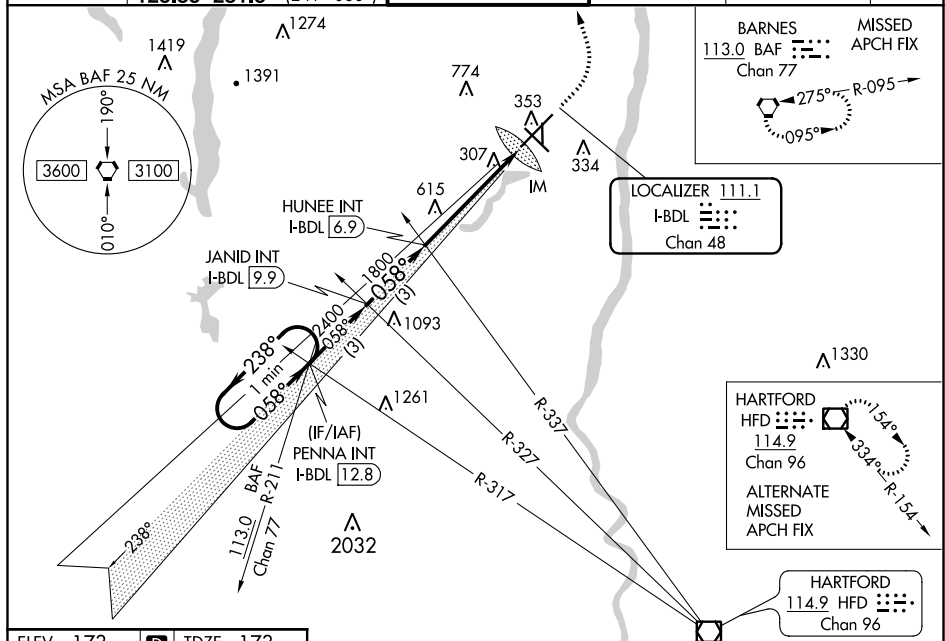 1274
1419
1391
774
353
307
334
IM
MSA BAF 25 NM
190°
3600
3100
010°
BARNES
113.0 BAF
Chan 77
MISSED
APCH FIX
275°
R-095
095°
615
HUNEE INT
I-BDL 6.9
LOCALIZER 111.1
I-BDL
Chan 48
JANID INT
I-BDL 9.9
1800
058°
(3)
2400
058°
(3)
1093
238°
1 min
058°
1330
1261
(IF/IAF)
PENNA INT
I-BDL 12.8
R-337
R-327
R-317
HARTFORD
HFD
114.9
Chan 96
154°
334°
R-154
ALTERNATE
MISSED
APCH FIX
BAF
R-211
113.0
Chan 77
2032
238°
HARTFORD
114.9 HFD
Chan 96
ELEV 173
D
TDZE 173